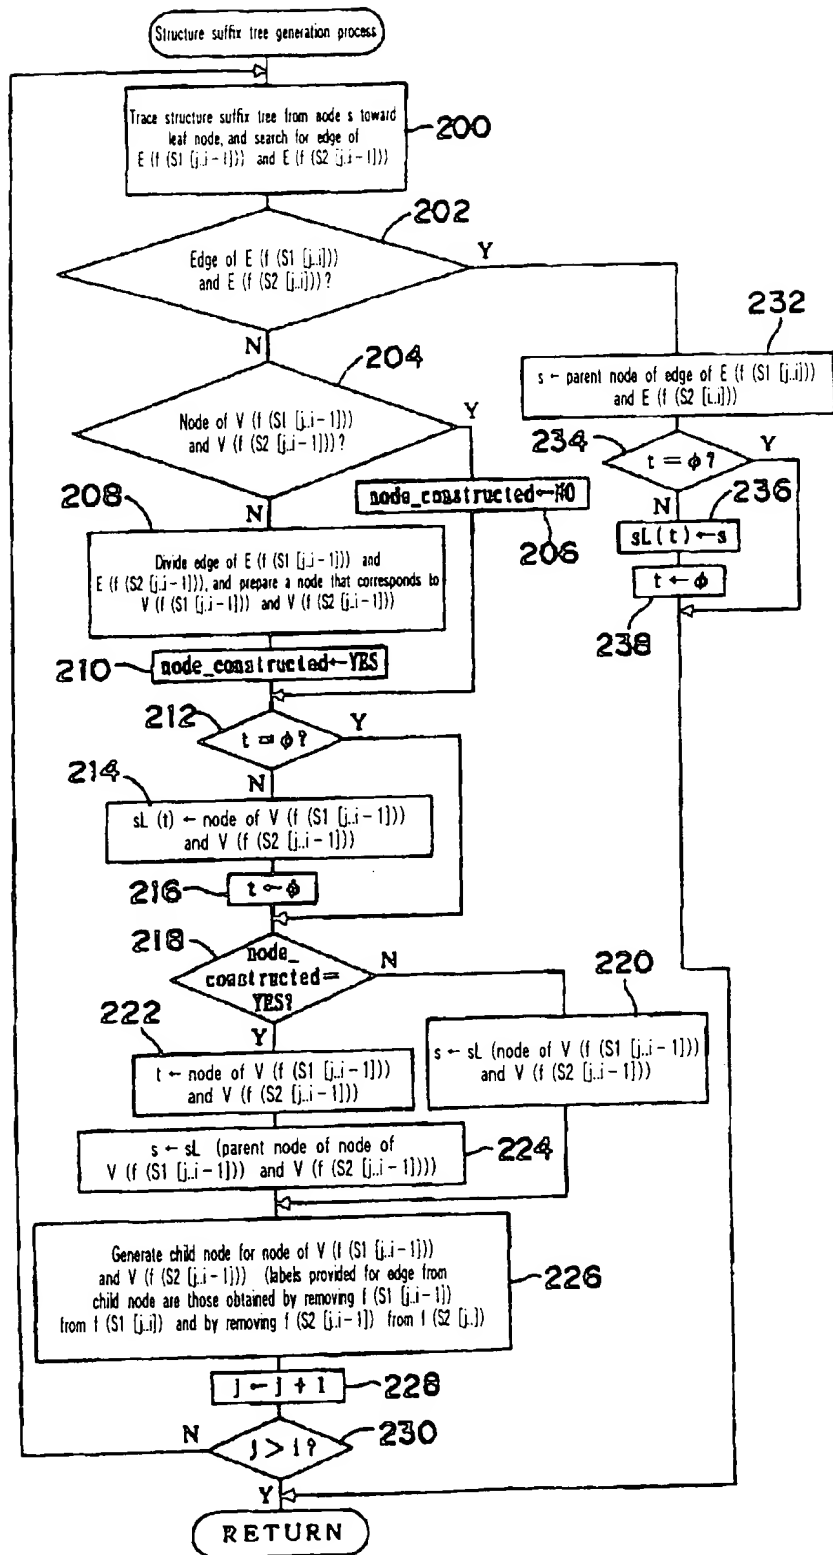 Structure suffix tree generation process
Trace structure suffix tree from node s toward
leaf node, and search for edge of
E (f (S1 [j..i – 1])) and E (f (S2 [j..i – 1]))
200
202
Edge of E (f (S1 [j..i]))
and E (f (S2 [j..i])) ?
Y
N
204
232
s ← parent node of edge of E (f (S1 [j..i]))
and E (f (S2 [i..i]))
Node of V (f (S1 [j..i – 1]))
and V (f (S2 [j..i – 1])) ?
Y
234
t = ϕ ?
Y
208
N
node_constructed←NO
206
N
236
sL(t) ← s
Divide edge of E (f (S1 [j..i – 1])) and
E (f (S2 [j..i – 1])), and prepare a node that corresponds to
V (f (S1 [j..i – 1])) and V (f (S2 [j..i – 1]))
t ← ϕ
238
210
node_constructed←YES
212
t = ϕ ?
Y
214
N
sL (t) ← node of V (f (S1 [j..i – 1]))
and V (f (S2 [j..i – 1]))
216
t ← ϕ
218
node_
constructed=
YES?
N
220
222
Y
s ← sL (node of V (f (S1 [j..i – 1]))
and V (f (S2 [j..i – 1])))
t ← node of V (f (S1 [j..i – 1]))
and V (f (S2 [j..i – 1]))
s ← sL (parent node of node of
V (f (S1 [j..i – 1])) and V (f (S2 [j..i – 1])))
224
Generate child node for node of V (f (S1 [j..i – 1]))
and V (f (S2 [j..i – 1])) (labels provided for edge from
child node are those obtained by removing f (S1 [j..i – 1])
from f (S1 [j..i]) and by removing f (S2 [j..i–1]) from f (S2 [j..])
226
j ← j + 1
228
N
j > i ?
230
Y
RETURN